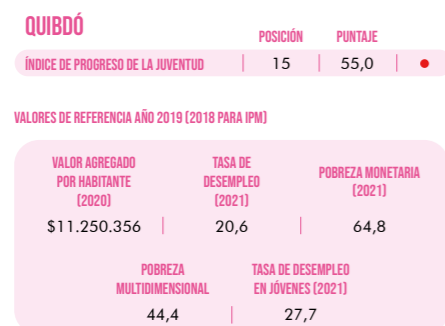 QUIBDÓ
POSICIÓN PUNTAJE
ÍNDICE DE PROGRESO DE LA JUVENTUD | 15 | 55,0 |
VALORES DE REFERENCIA AÑO 2019 (2018 PARA IPM)
VALOR AGREGADO
POR HABITANTE
(2020)
$11.250.356
TASA DE
DESEMPLEO
(2021)
20,6
POBREZA MONETARIA
(2021)
64,8
POBREZA
MULTIDIMENSIONAL
44,4
TASA DE DESEMPLEO
EN JÓVENES (2021)
27,7